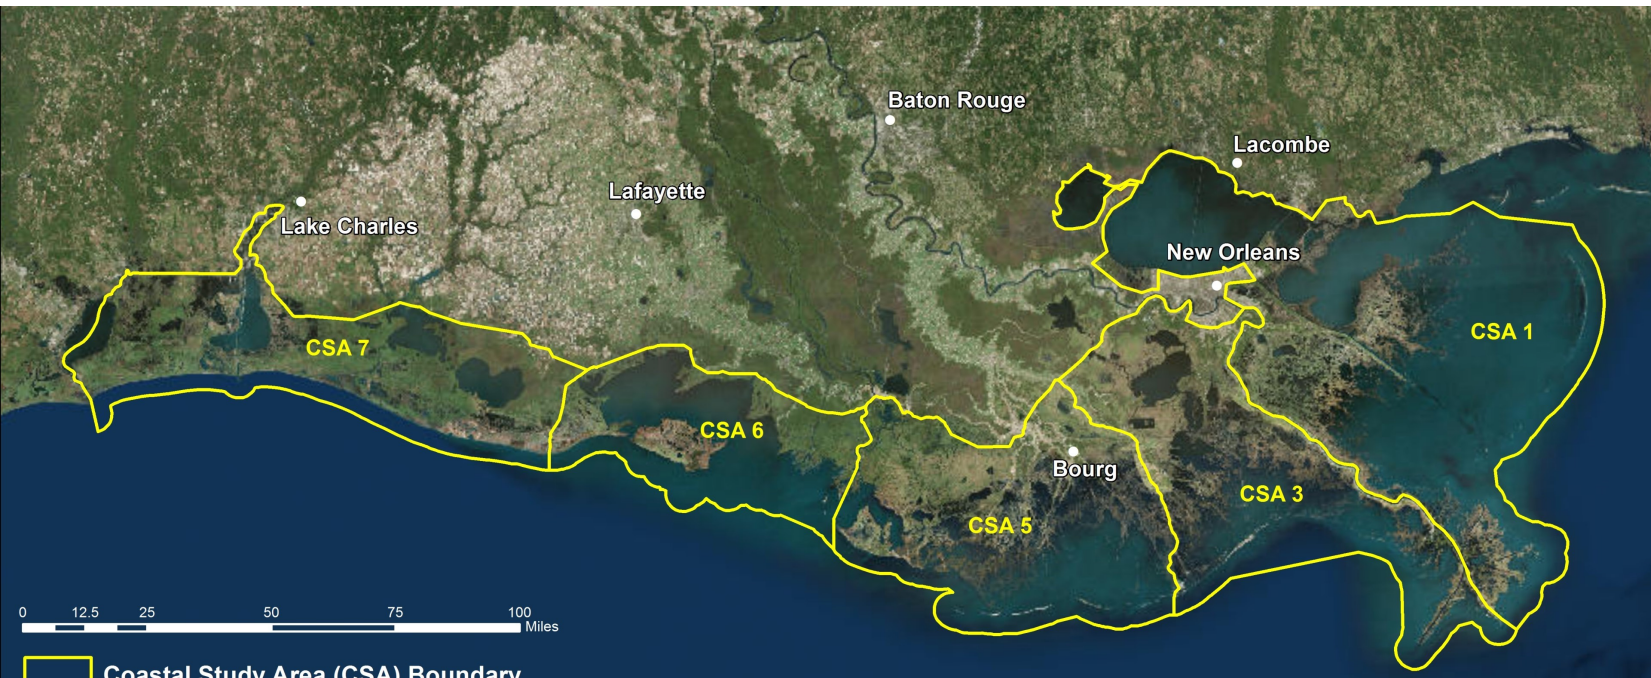 Baton Rouge
Lacombe
Lafayette
Lake Charles
New Orleans
CSA 1
CSA 7
CSA 6
Bourg
CSA 3
CSA 5
0 12.5 25 50 75 100
Miles
Coastal Study Area (CSA) Boundary